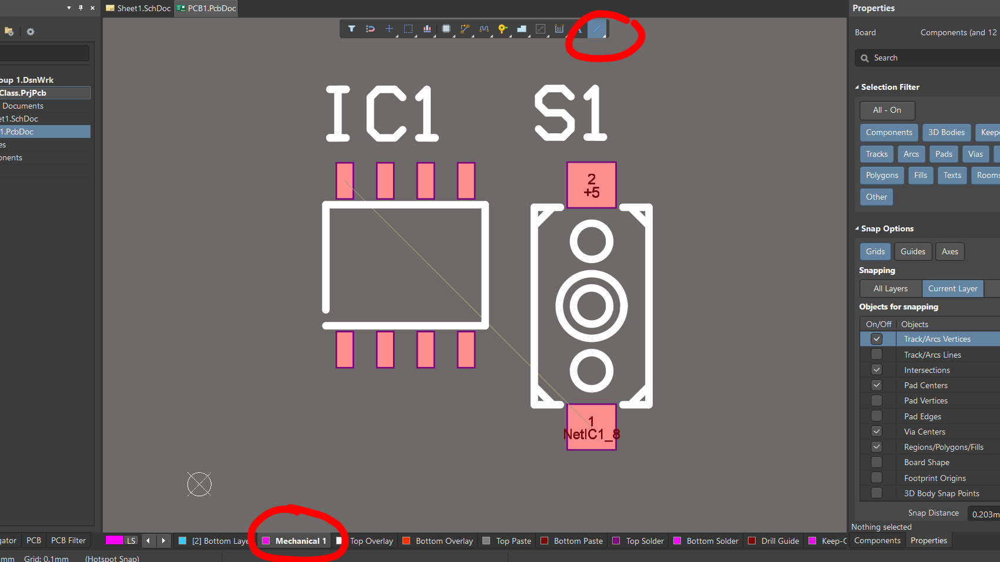 Sheet1.SchDoc
PCB1.PcbDoc
Properties
Board
Components (and 12
Search
oup 1.DsnWrk
Class.PrjPcb
Documents
et1.SchDoc
1.PcbDoc
es
onents
IC1
S1
2
+5
1
NetIC1_8
Selection Filter
All - On
Components
3D Bodies
Keep
Tracks
Arcs
Pads
Vias
Polygons
Fills
Texts
Rooms
Other
Snap Options
Grids
Guides
Axes
Snapping
All Layers
Current Layer
Objects for snapping
On/Off
Objects
Track/Arcs Vertices
Track/Arcs Lines
Intersections
Pad Centers
Pad Vertices
Pad Edges
Via Centers
Regions/Polygons/Fills
Board Shape
Footprint Origins
3D Body Snap Points
Snap Distance
0.203m
Nothing selected
gator
PCB
PCB Filter
LS
[2] Bottom Laye
Mechanical 1
Top Overlay
Bottom Overlay
Top Paste
Bottom Paste
Top Solder
Bottom Solder
Drill Guide
Keep-O
Components
Properties
mm
Grid: 0.1mm
(Hotspot Snap)